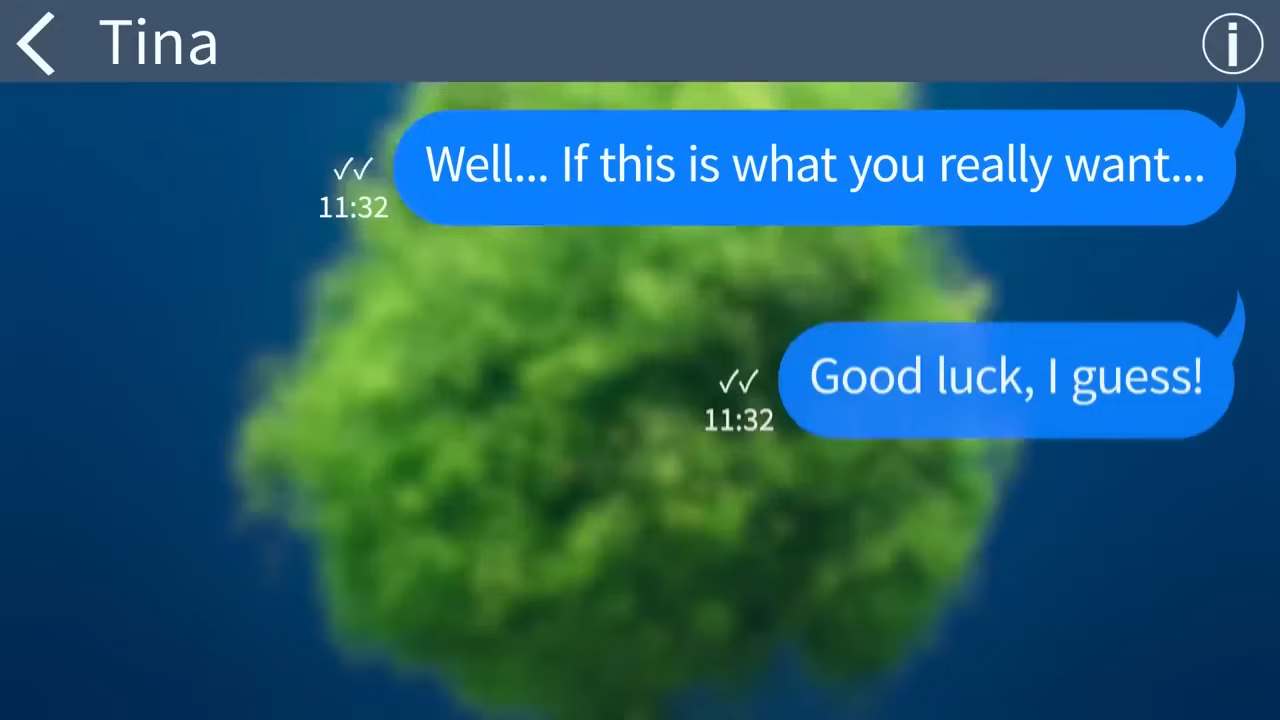 Tina
Well... If this is what you really want...
11:32
Good luck, I guess!
11:32